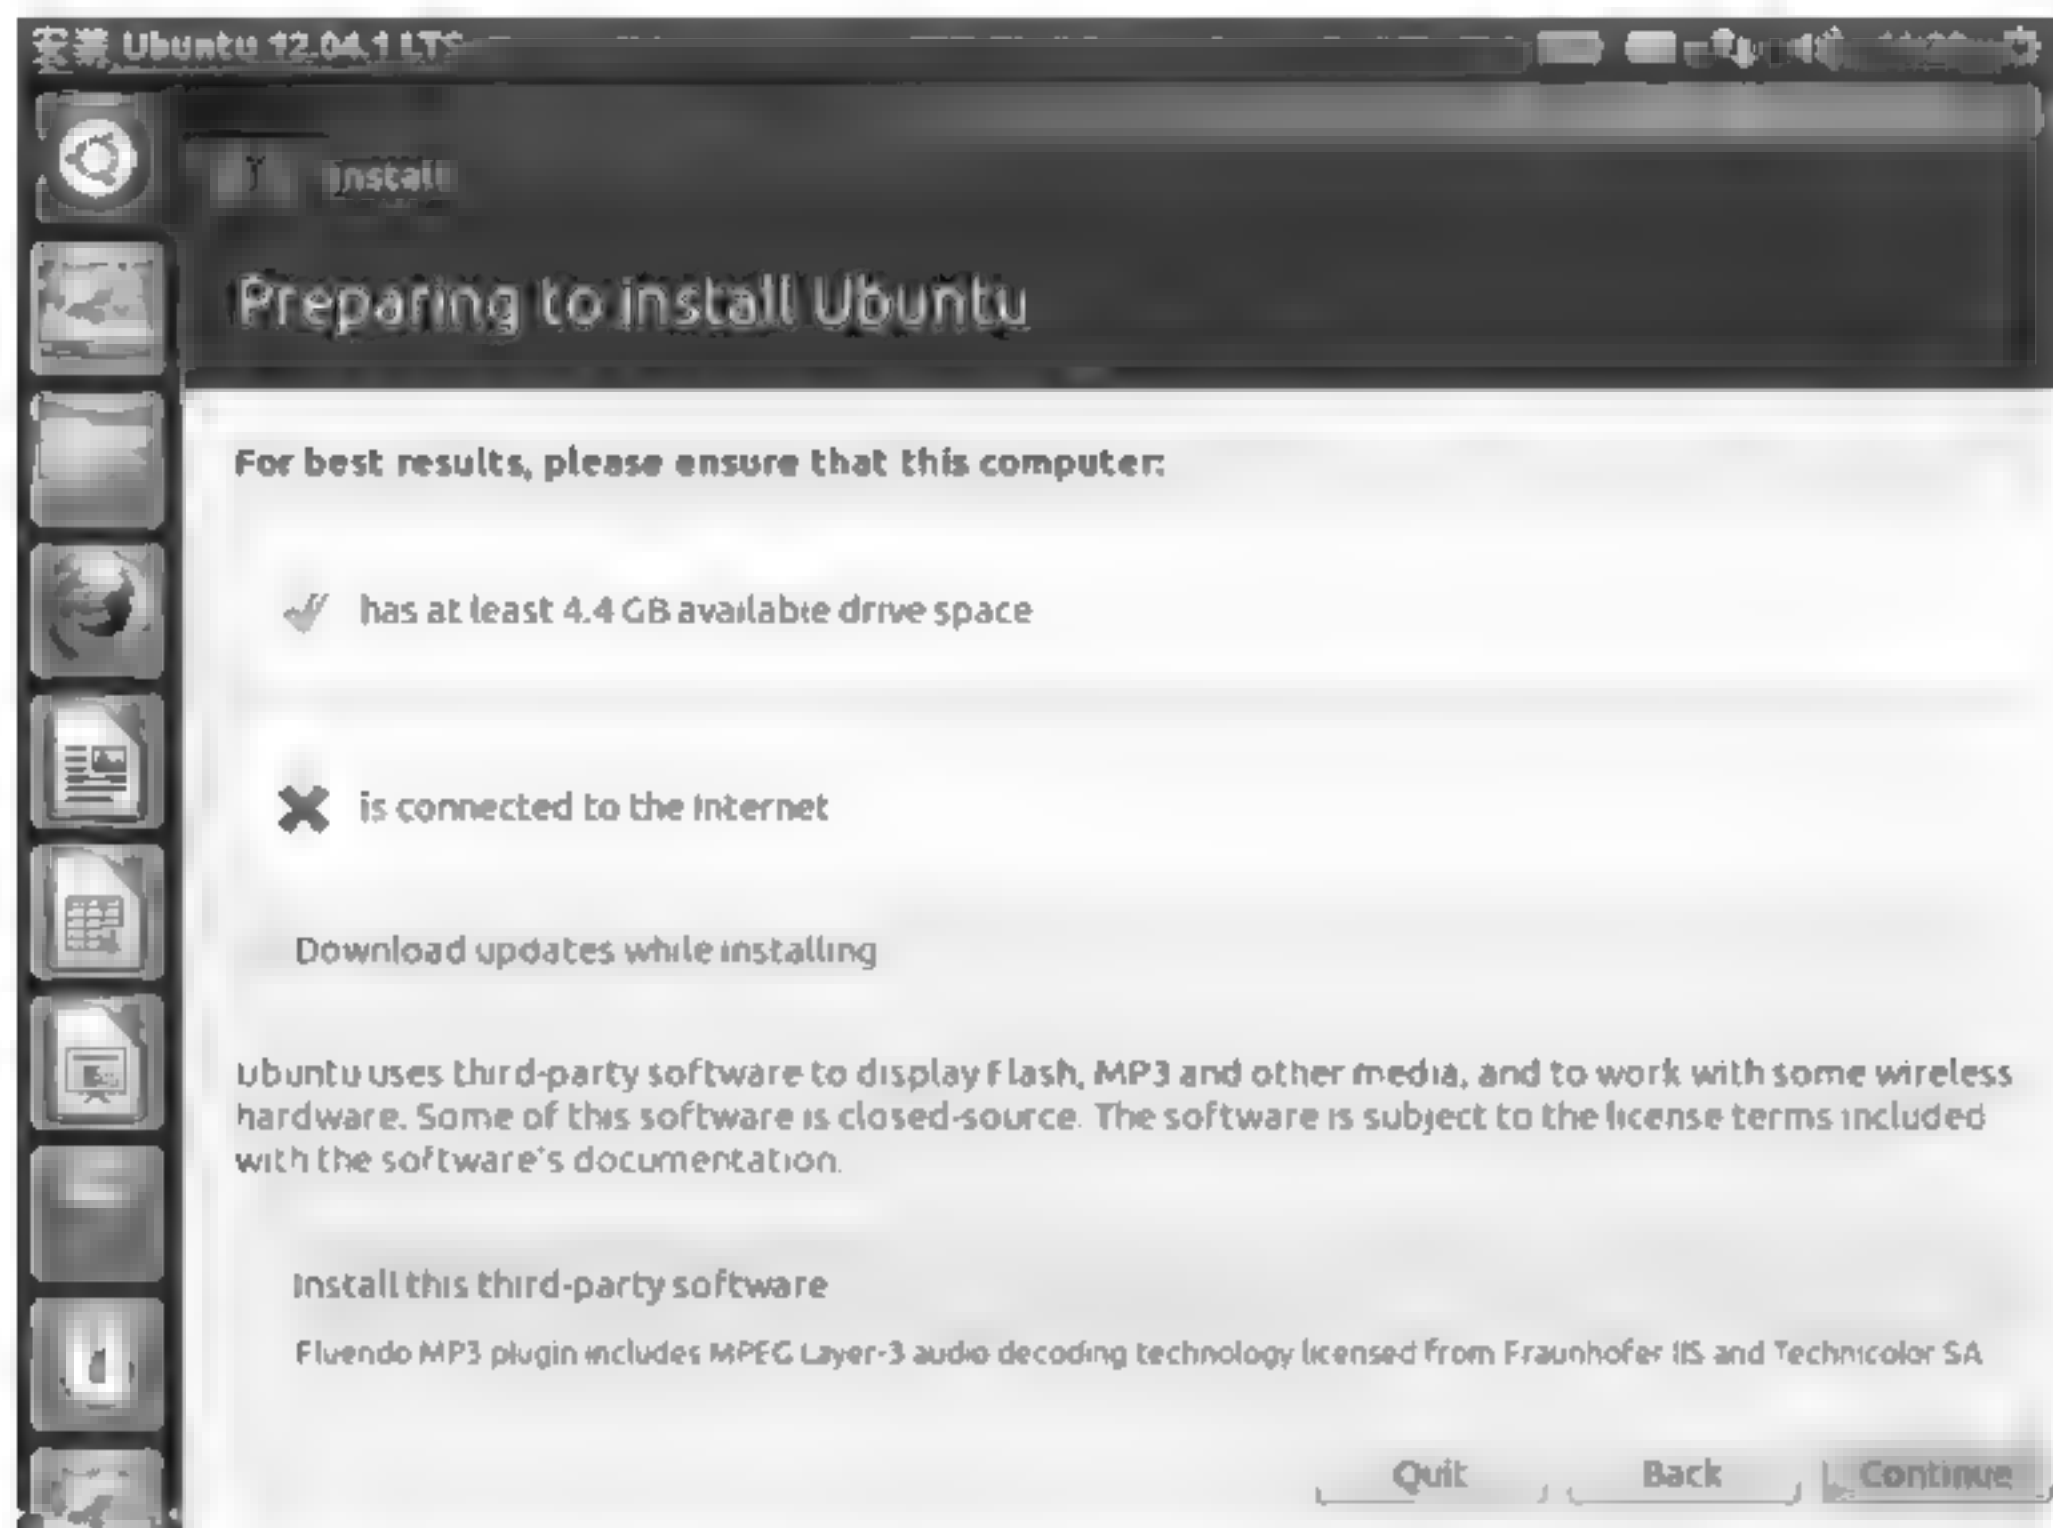 安装 Ubuntu 12.04.1 LTS
Install
Preparing to install Ubuntu
For best results, please ensure that this computer:
has at least 4.4 GB available drive space
is connected to the Internet
Download updates while installing
Ubuntu uses third-party software to display Flash, MP3 and other media, and to work with some wireless
hardware. Some of this software is closed-source. The software is subject to the license terms included
with the software's documentation.
Install this third-party software
Fluendo MP3 plugin includes MPEG Layer-3 audio decoding technology licensed from Fraunhofer IIS and Technicolor SA
Quit Back Continue